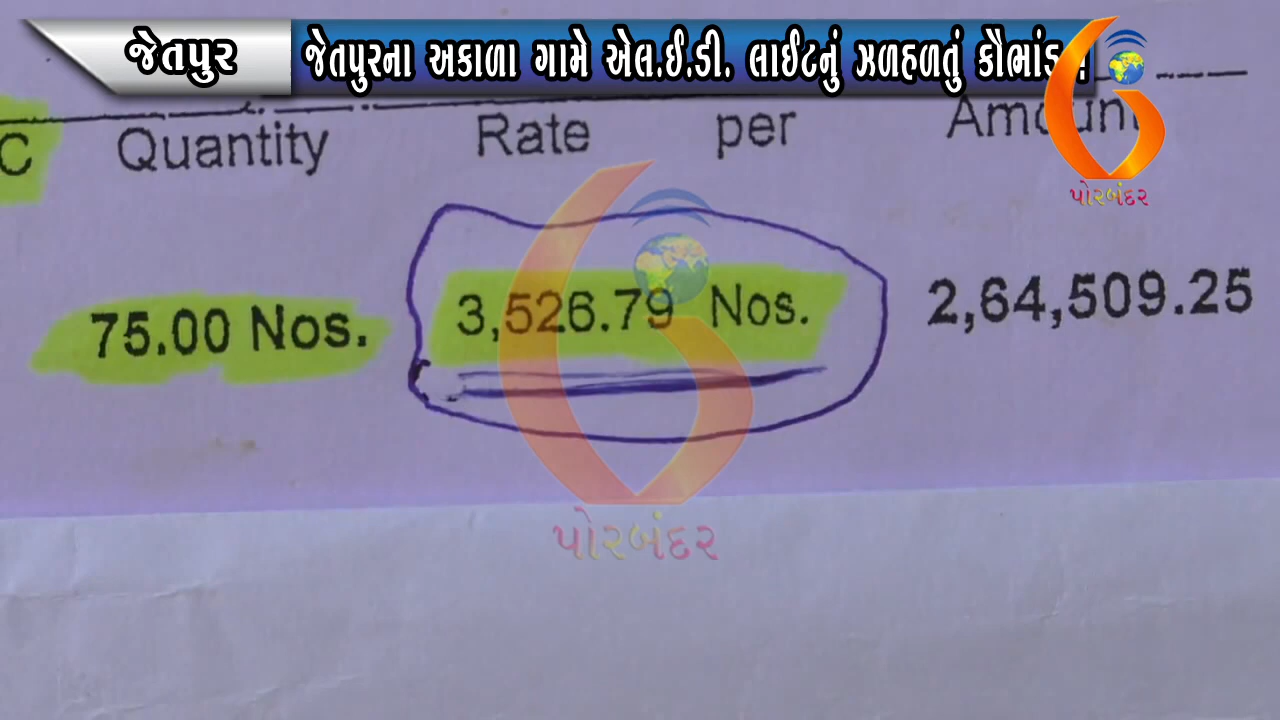 જેતપુર
જેતપુરના અકાળા ગામે એલ.ઈ.ડી. લાઈટનું ઝળહળતું કૌભાંડ
C Quantity Rate per Amount
પોરબંદર
75.00 Nos. 3,526.79 Nos. 2,64,509.25
પોરબંદર